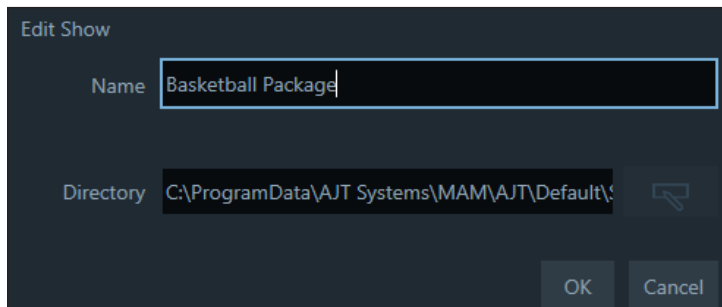 Edit Show
Name Basketball Package
Directory C:\ProgramData\AJT Systems\MAM\AJT\Default\
OK Cancel